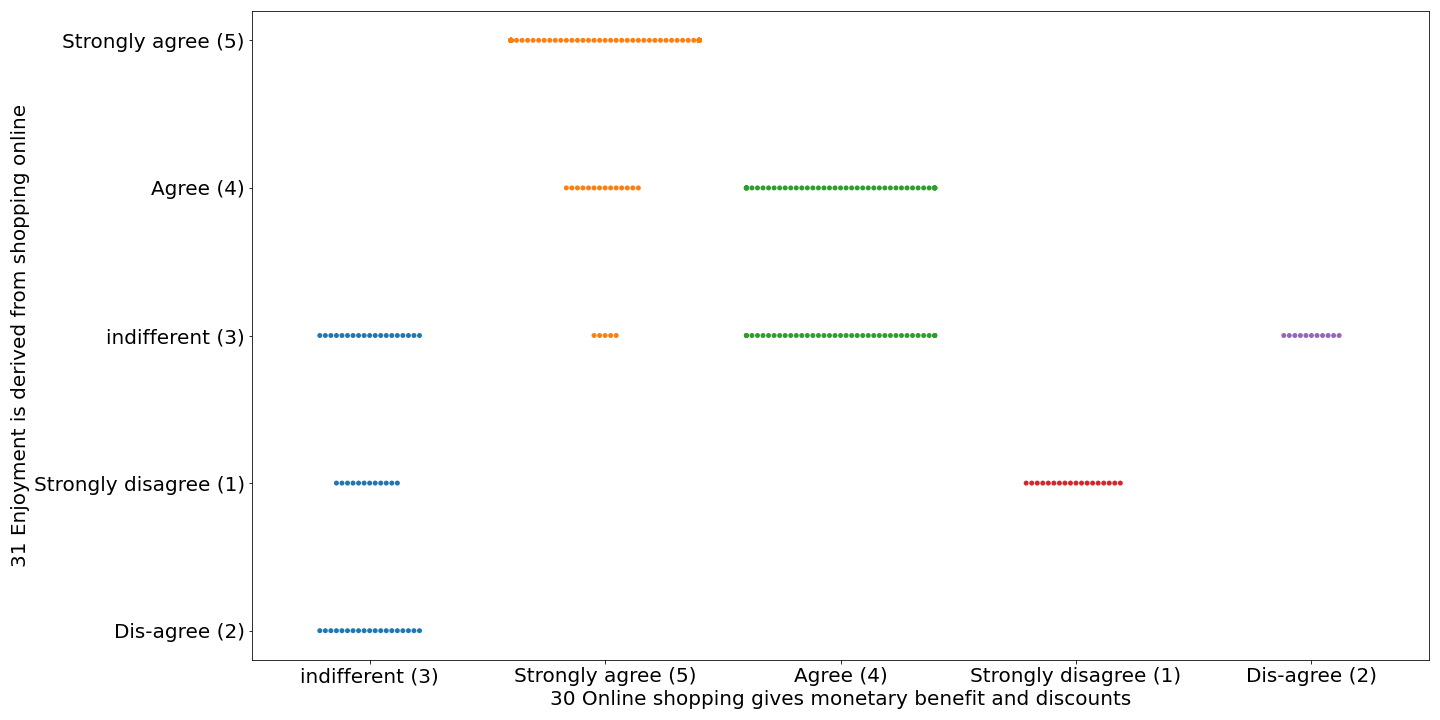 31 Enjoyment is derived from shopping online
Strongly agree (5)
Agree (4)
indifferent (3)
Strongly disagree (1)
Dis-agree (2)
indifferent (3)
Strongly agree (5)
Agree (4)
Strongly disagree (1)
Dis-agree (2)
30 Online shopping gives monetary benefit and discounts